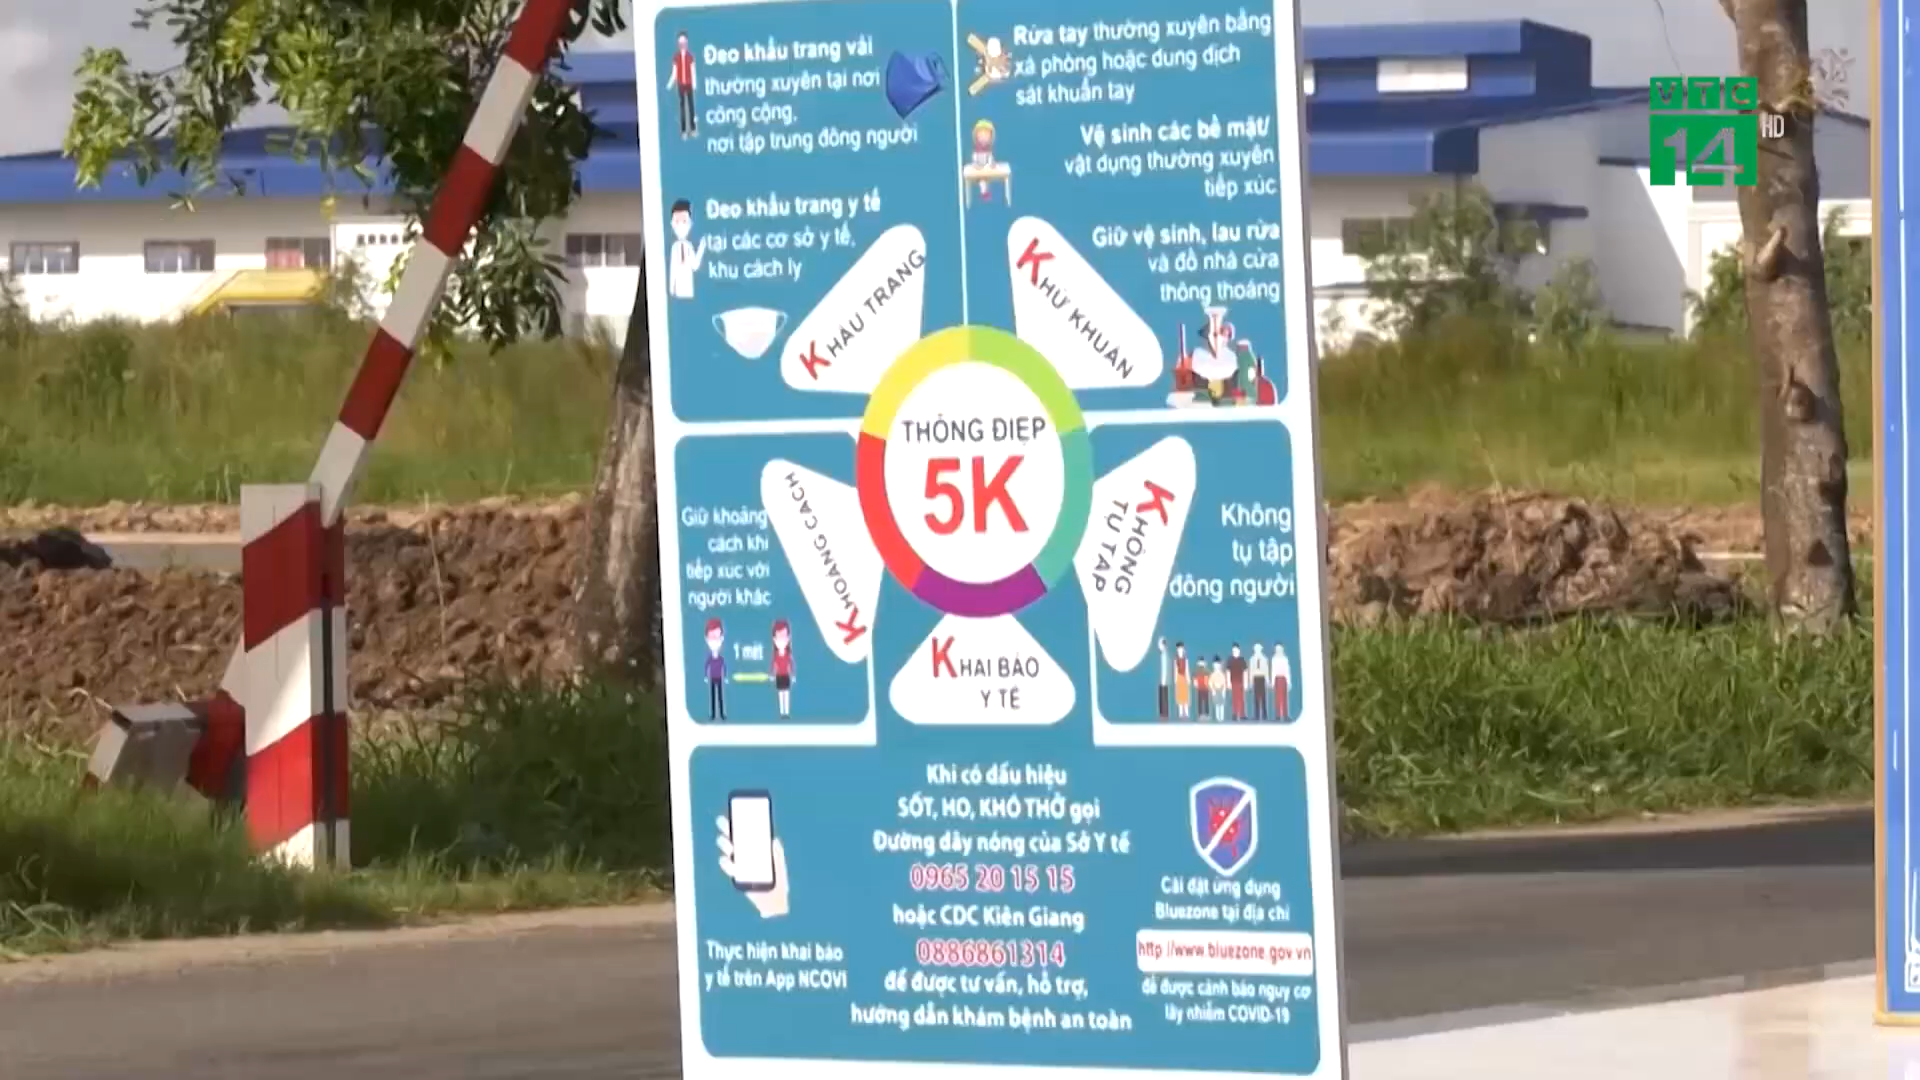 Đeo khẩu trang vải
thường xuyên tại nơi
công cộng,
nơi tập trung đông người
Đeo khẩu trang y tế
tại các cơ sở y tế,
khu cách ly
KHẨU TRANG
Rửa tay thường xuyên bằng
xà phòng hoặc dung dịch
sát khuẩn tay
Vệ sinh các bề mặt/
vật dụng thường xuyên
tiếp xúc
Giữ vệ sinh, lau rửa
và để nhà cửa
thông thoáng
KHỬ KHUẨN
VTC
14
HD
THÔNG ĐIỆP
5K
Giữ khoảng
cách khi
tiếp xúc với
người khác
1 mét
KHOẢNG CÁCH
KHÔNG
TỤ TẬP
Không
tụ tập
đông người
KHAI BÁO
Y TẾ
Thực hiện khai báo
y tế trên App NCOVI
Khi có dấu hiệu
SỐT, HO, KHÓ THỞ gọi
Đường dây nóng của Sở Y tế
0965 20 15 15
hoặc CDC Kiên Giang
0886861314
để được tư vấn, hỗ trợ,
hướng dẫn khám bệnh an toàn
Cài đặt ứng dụng
Bluezone tại địa chỉ
http://www.bluezone.gov.vn
để được cảnh báo nguy cơ
lây nhiễm COVID-19